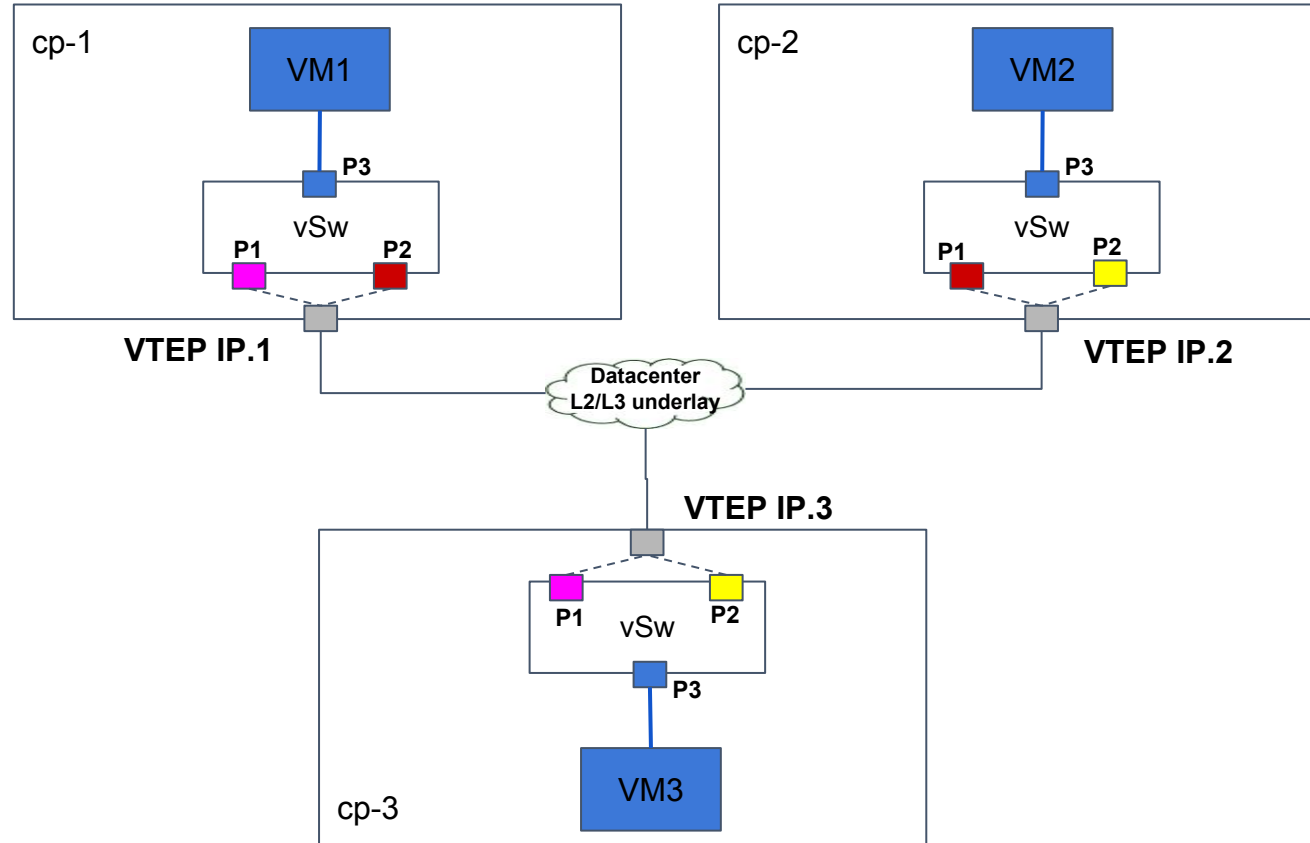 cp-1
VM1
P3
vSw
P1
P2
VTEP IP.1
cp-2
VM2
P3
vSw
P1
P2
VTEP IP.2
Datacenter
L2/L3 underlay
VTEP IP.3
P1
P2
vSw
P3
VM3
cp-3